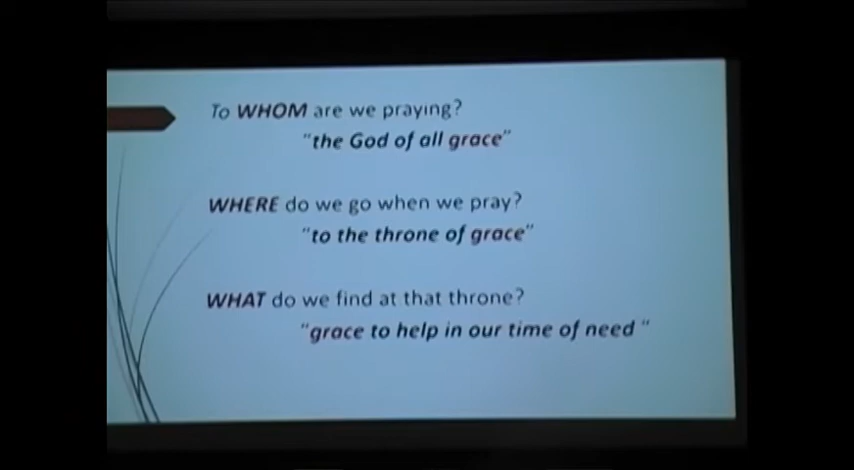 To WHOM are we praying?
"the God of all grace"
WHERE do we go when we pray?
"to the throne of grace"
WHAT do we find at that throne?
"grace to help in our time of need "